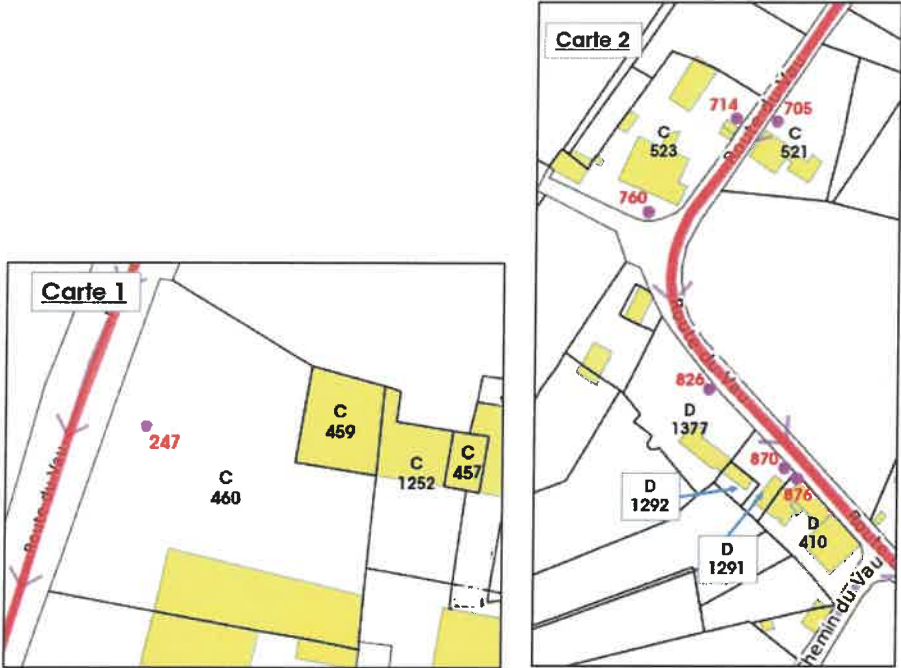 Carte 1
Route du Vau
247
C
459
C
460
C
1252
C
457
Carte 2
Route du Vau
714
705
C
523
C
521
760
Route du Vau
826
D
1377
870
876
D
1292
D
410
D
1291
Route
hemin du Vau